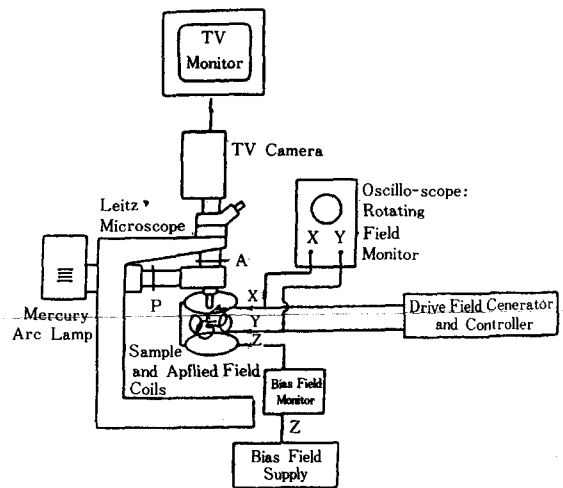 TV
Monitor
TV Camera
Leitz
Microscope
Oscillo-scope:
Rotating
Field
Monitor
X Y
A
P
Mercury
Arc Lamp
X
Y
Z
Drive Field Cenerator
and Controller
Sample
and Apflied Field
Coils
Bias Field
Monitor
Z
Bias Field
Supply